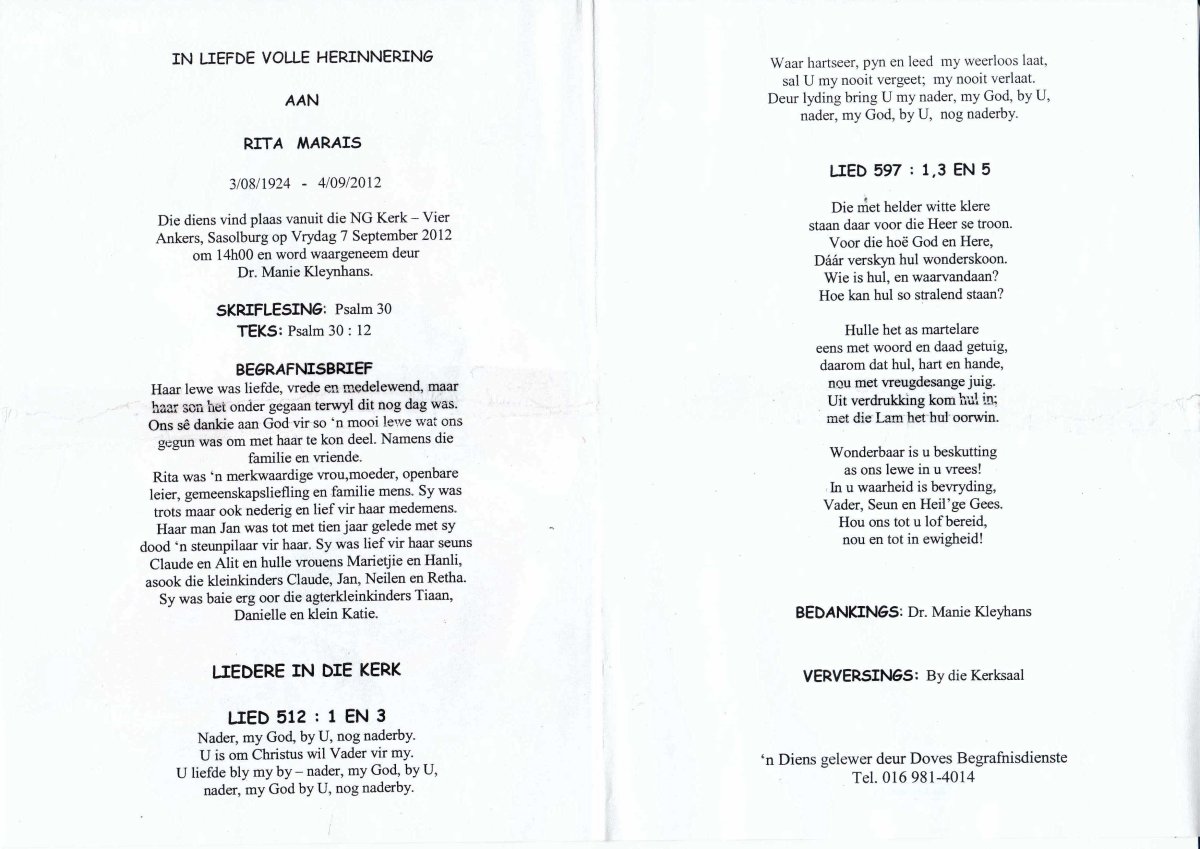 IN LIEFDE VOLLE HERINNERING
AAN
RITA MARAIS
3/08/1924 - 4/09/2012
Die diens vind plaas vanuit die NG Kerk – Vier
Ankers, Sasolburg op Vrydag 7 September 2012
om 14h00 en word waargeneem deur
Dr. Manie Kleynhans.
SKRIFLESING: Psalm 30
TEKS: Psalm 30 : 12
BEGRAFNISBRIEF
Haar lewe was liefde, vrede en medelewend, maar
haar son het onder gegaan terwyl dit nog dag was.
Ons sê dankie aan God vir so ‘n mooi lewe wat ons
gegun was om met haar te kon deel. Namens die
familie en vriende.
Rita was ‘n merkwaardige vrou,moeder, openbare
leier, gemeenskapsliefling en familie mens. Sy was
trots maar ook nederig en lief vir haar medemens.
Haar man Jan was tot met tien jaar gelede met sy
dood ‘n steunpilaar vir haar. Sy was lief vir haar seuns
Claude en Alit en hulle vrouens Marietjie en Hanli,
asook die kleinkinders Claude, Jan, Neilen en Retha.
Sy was baie erg oor die agterkleinkinders Tiaan,
Danielle en klein Katie.
LIEDERE IN DIE KERK
LIED 512 : 1 EN 3
Nader, my God, by U, nog naderby.
U is om Christus wil Vader vir my.
U liefde bly my by – nader, my God, by U,
nader, my God by U, nog naderby.
Waar hartseer, pyn en leed my weerloos laat,
sal U my nooit vergeet; my nooit verlaat.
Deur lyding bring U my nader, my God, by U,
nader, my God, by U, nog naderby.
LIED 597 : 1,3 EN 5
Die met helder witte klere
staan daar voor die Heer se troon.
Voor die hoë God en Here,
Dáár verskyn hul wonderskoon.
Wie is hul, en waarvandaan?
Hoe kan hul so stralend staan?
Hulle het as martelare
eens met woord en daad getuig,
daarom dat hul, hart en hande,
nou met vreugdesange juig.
Uit verdrukking kom hul in;
met die Lam het hul oorwin.
Wonderbaar is u beskutting
as ons lewe in u vrees!
In u waarheid is bevryding,
Vader, Seun en Heil’ge Gees.
Hou ons tot u lof bereid,
nou en tot in ewigheid!
BEDANKINGS: Dr. Manie Kleyhans
VERVERSINGS: By die Kerksaal
‘n Diens gelewer deur Doves Begrafnisdienste
Tel. 016 981-4014